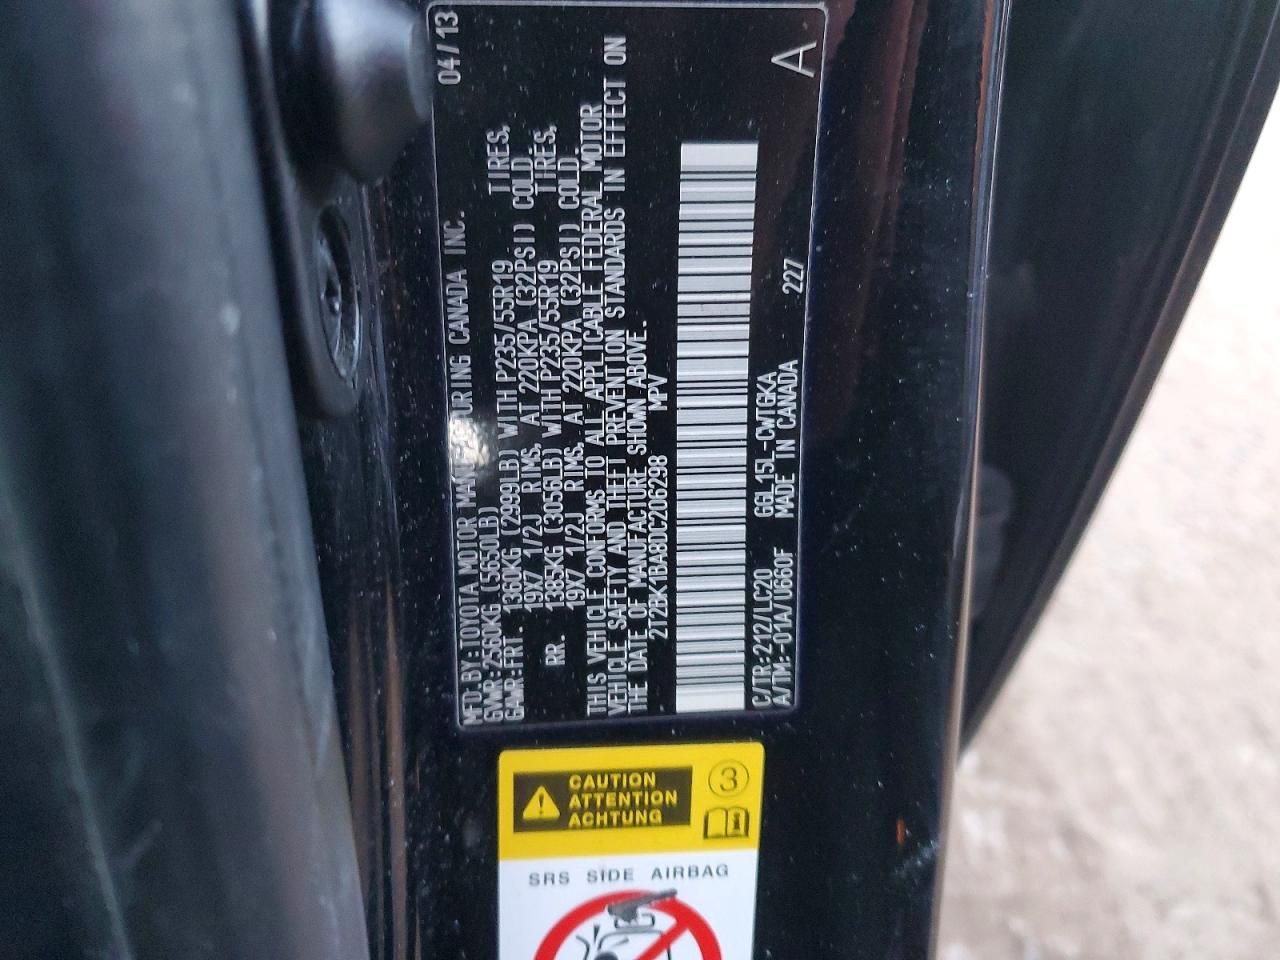 MFD.BY:TOYOTA MOTOR MANUFACTURING CANADA INC. 04/13
GVWR:2560KG (5650LB)
GAWR:FRT. 1360KG (2999LB) WITH P235/55R19 TIRES,
19X7 1/2J RIMS, AT 220KPA (32PSI) COLD.
RR. 1385KG (3056LB) WITH P235/55R19 TIRES,
19X7 1/2J RIMS, AT 220KPA (32PSI) COLD.
THIS VEHICLE CONFORMS TO ALL APPLICABLE FEDERAL MOTOR
VEHICLE SAFETY AND THEFT PREVENTION STANDARDS IN EFFECT ON
THE DATE OF MANUFACTURE SHOWN ABOVE.
2T2BK1BA8DC206298 MPV
C/TR:212/LC20 GGL15L-CWTGKA
A/TM:-01A/U660F MADE IN CANADA 227 A
CAUTION
ATTENTION
ACHTUNG
3
SRS SIDE AIRBAG